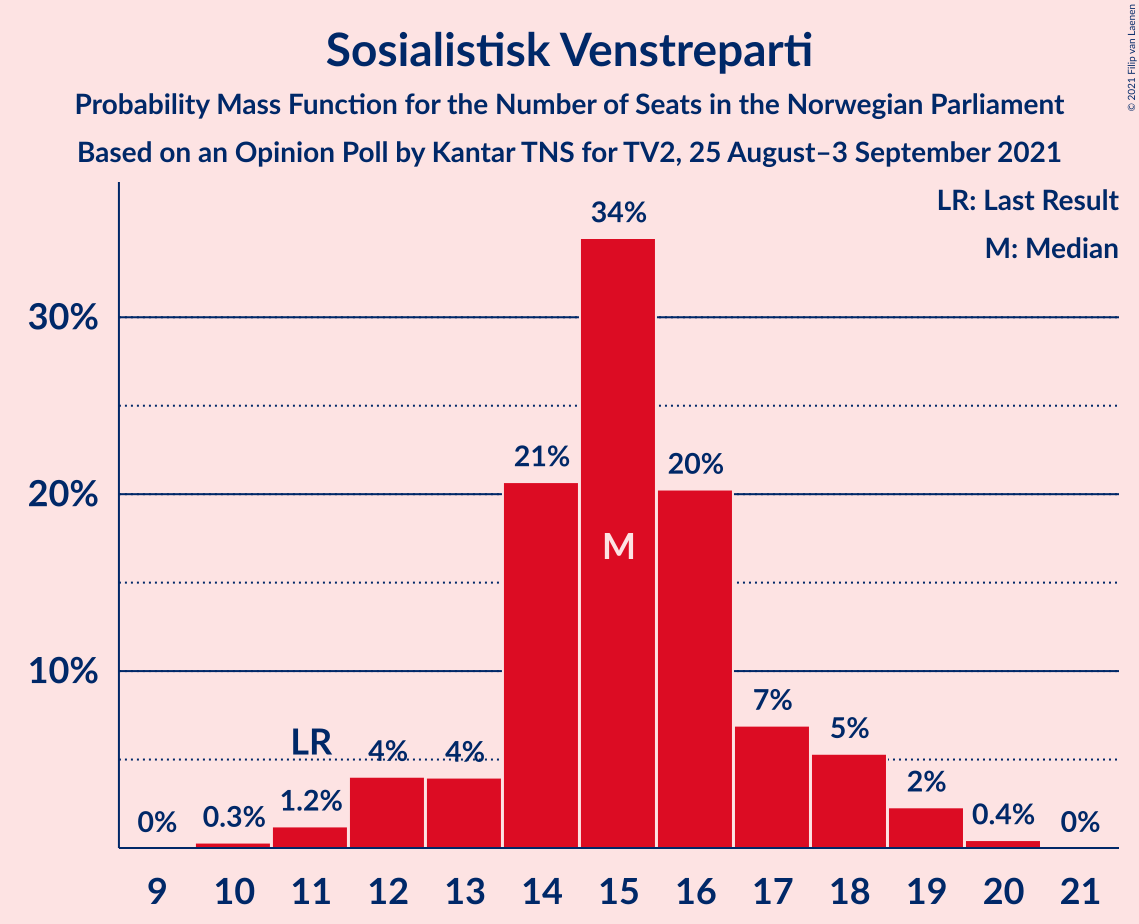 Sosialistisk Venstreparti
Probability Mass Function for the Number of Seats in the Norwegian Parliament
Based on an Opinion Poll by Kantar TNS for TV2, 25 August–3 September 2021
© 2021 Filip van Laenen
LR: Last Result
M: Median
34%
30%
21%
20%
20%
M
10%
7%
5%
LR
4%
4%
2%
1.2%
0%
0.3%
0.4%
0%
9 10 11 12 13 14 15 16 17 18 19 20 21